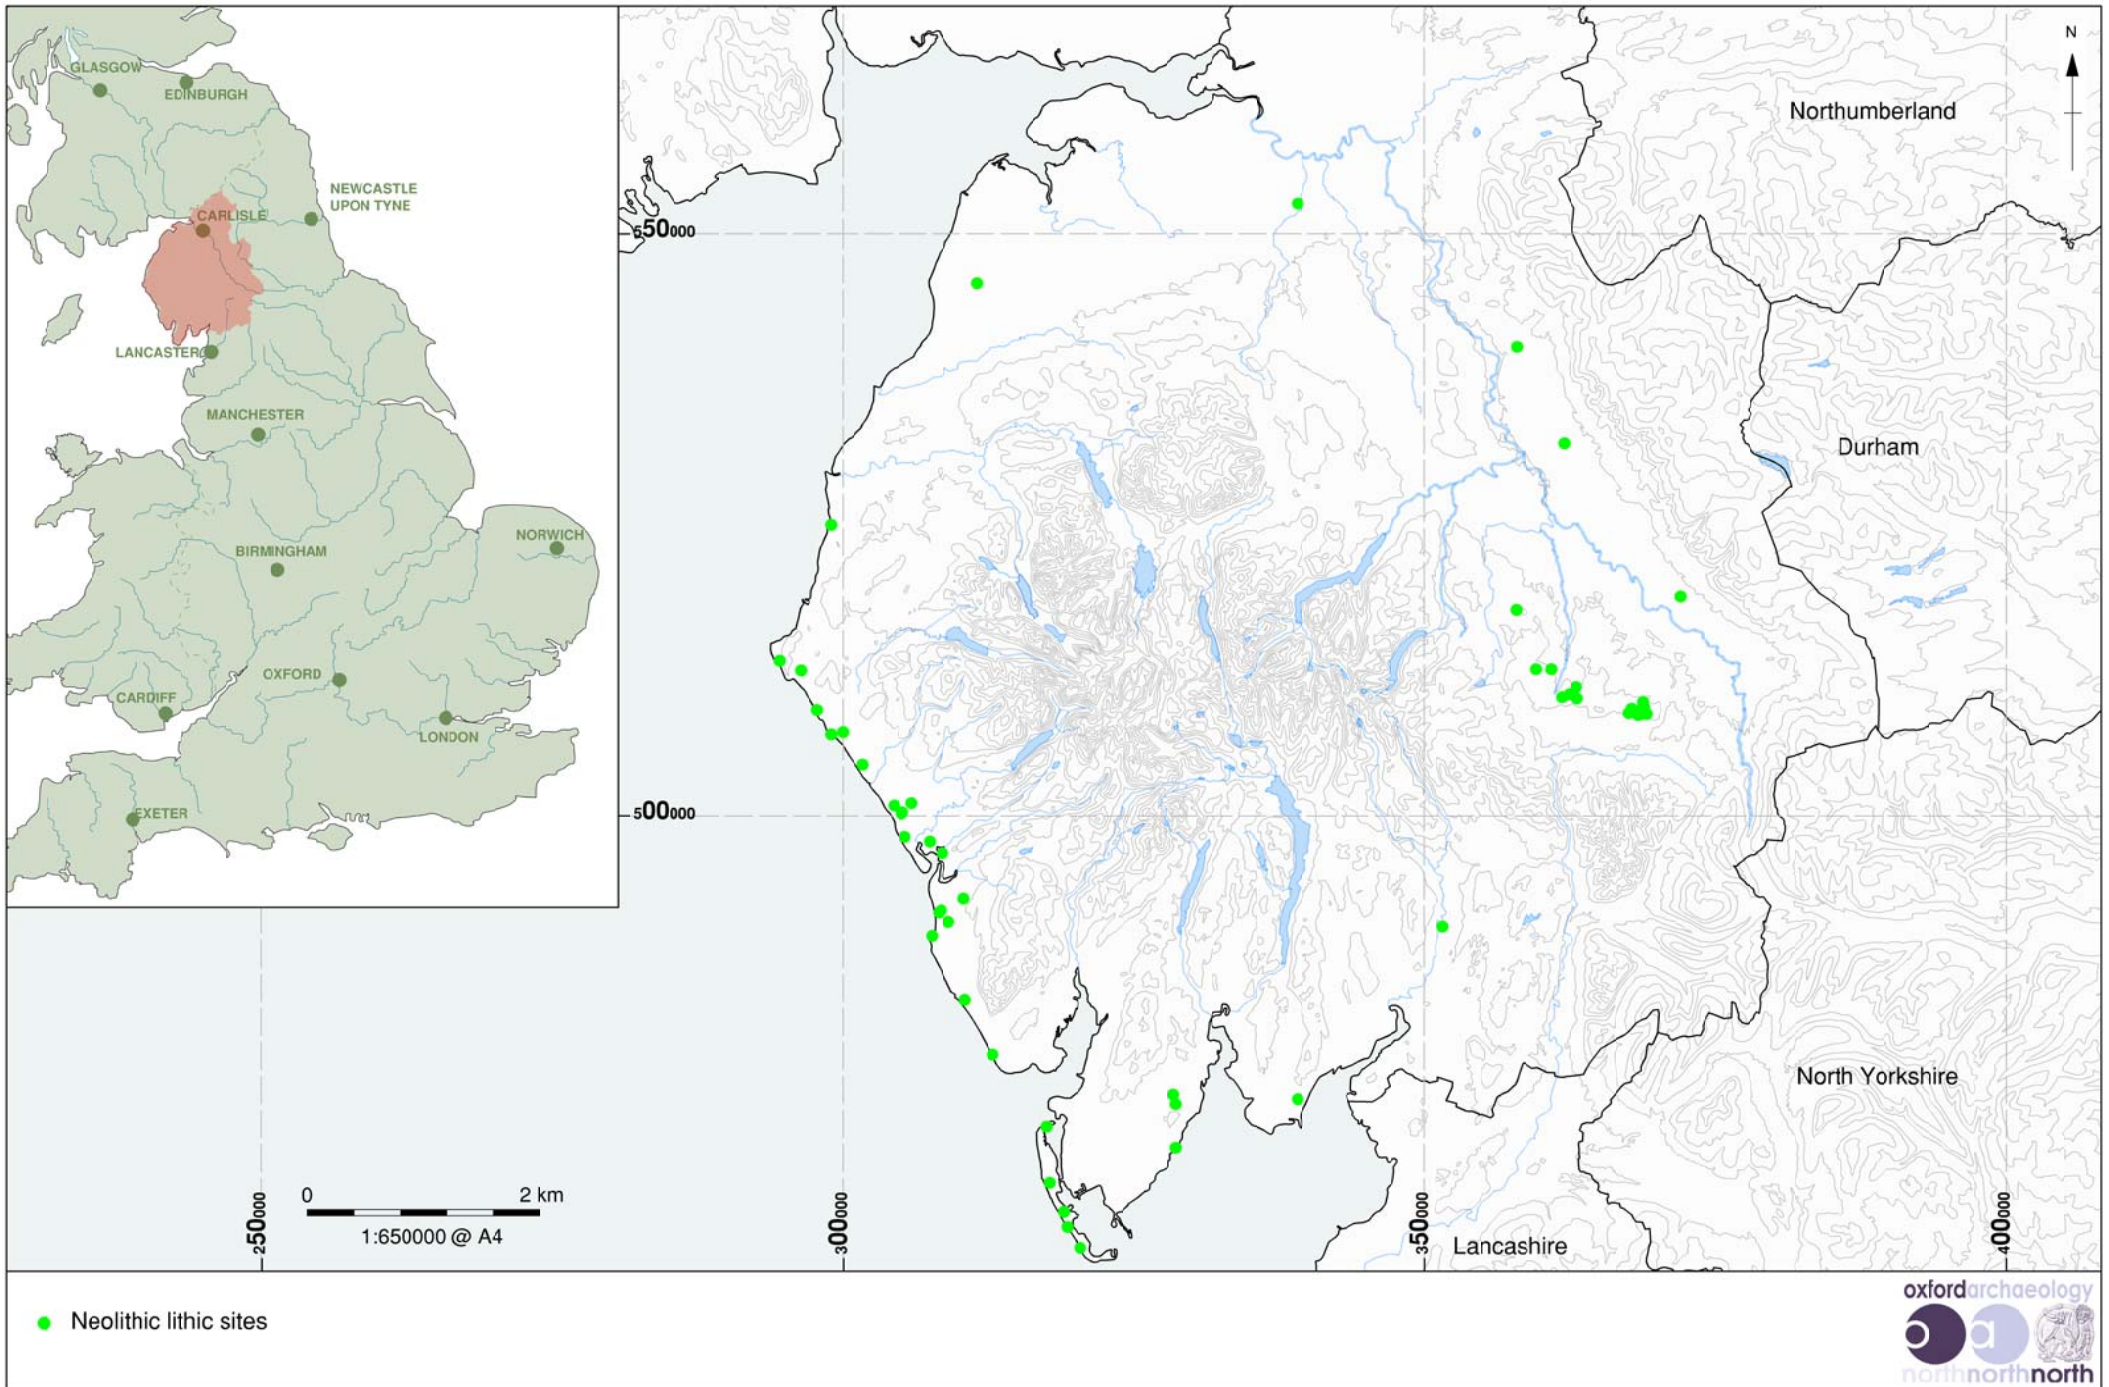 GLASGOW
EDINBURGH
NEWCASTLE
UPON TYNE
CARLISLE
LANCASTER
MANCHESTER
NORWICH
BIRMINGHAM
OXFORD
CARDIFF
LONDON
EXETER
N
Northumberland
Durham
North Yorkshire
Lancashire
550000
500000
250000
300000
350000
400000
0 2 km
1:650000 @ A4
Neolithic lithic sites
oxfordarchaeology
oa
northnorthnorth